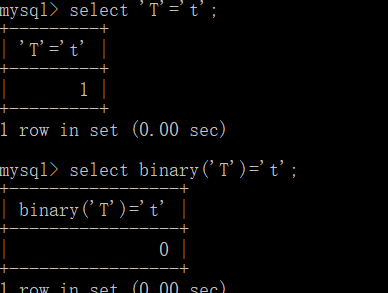 mysql> select 'T'='t';
+---------+
| 'T'='t' |
+---------+
|       1 |
+---------+
1 row in set (0.00 sec)
mysql> select binary('T')='t';
+-----------------+
| binary('T')='t' |
+-----------------+
|               0 |
+-----------------+
1 row in set (0.00 sec)